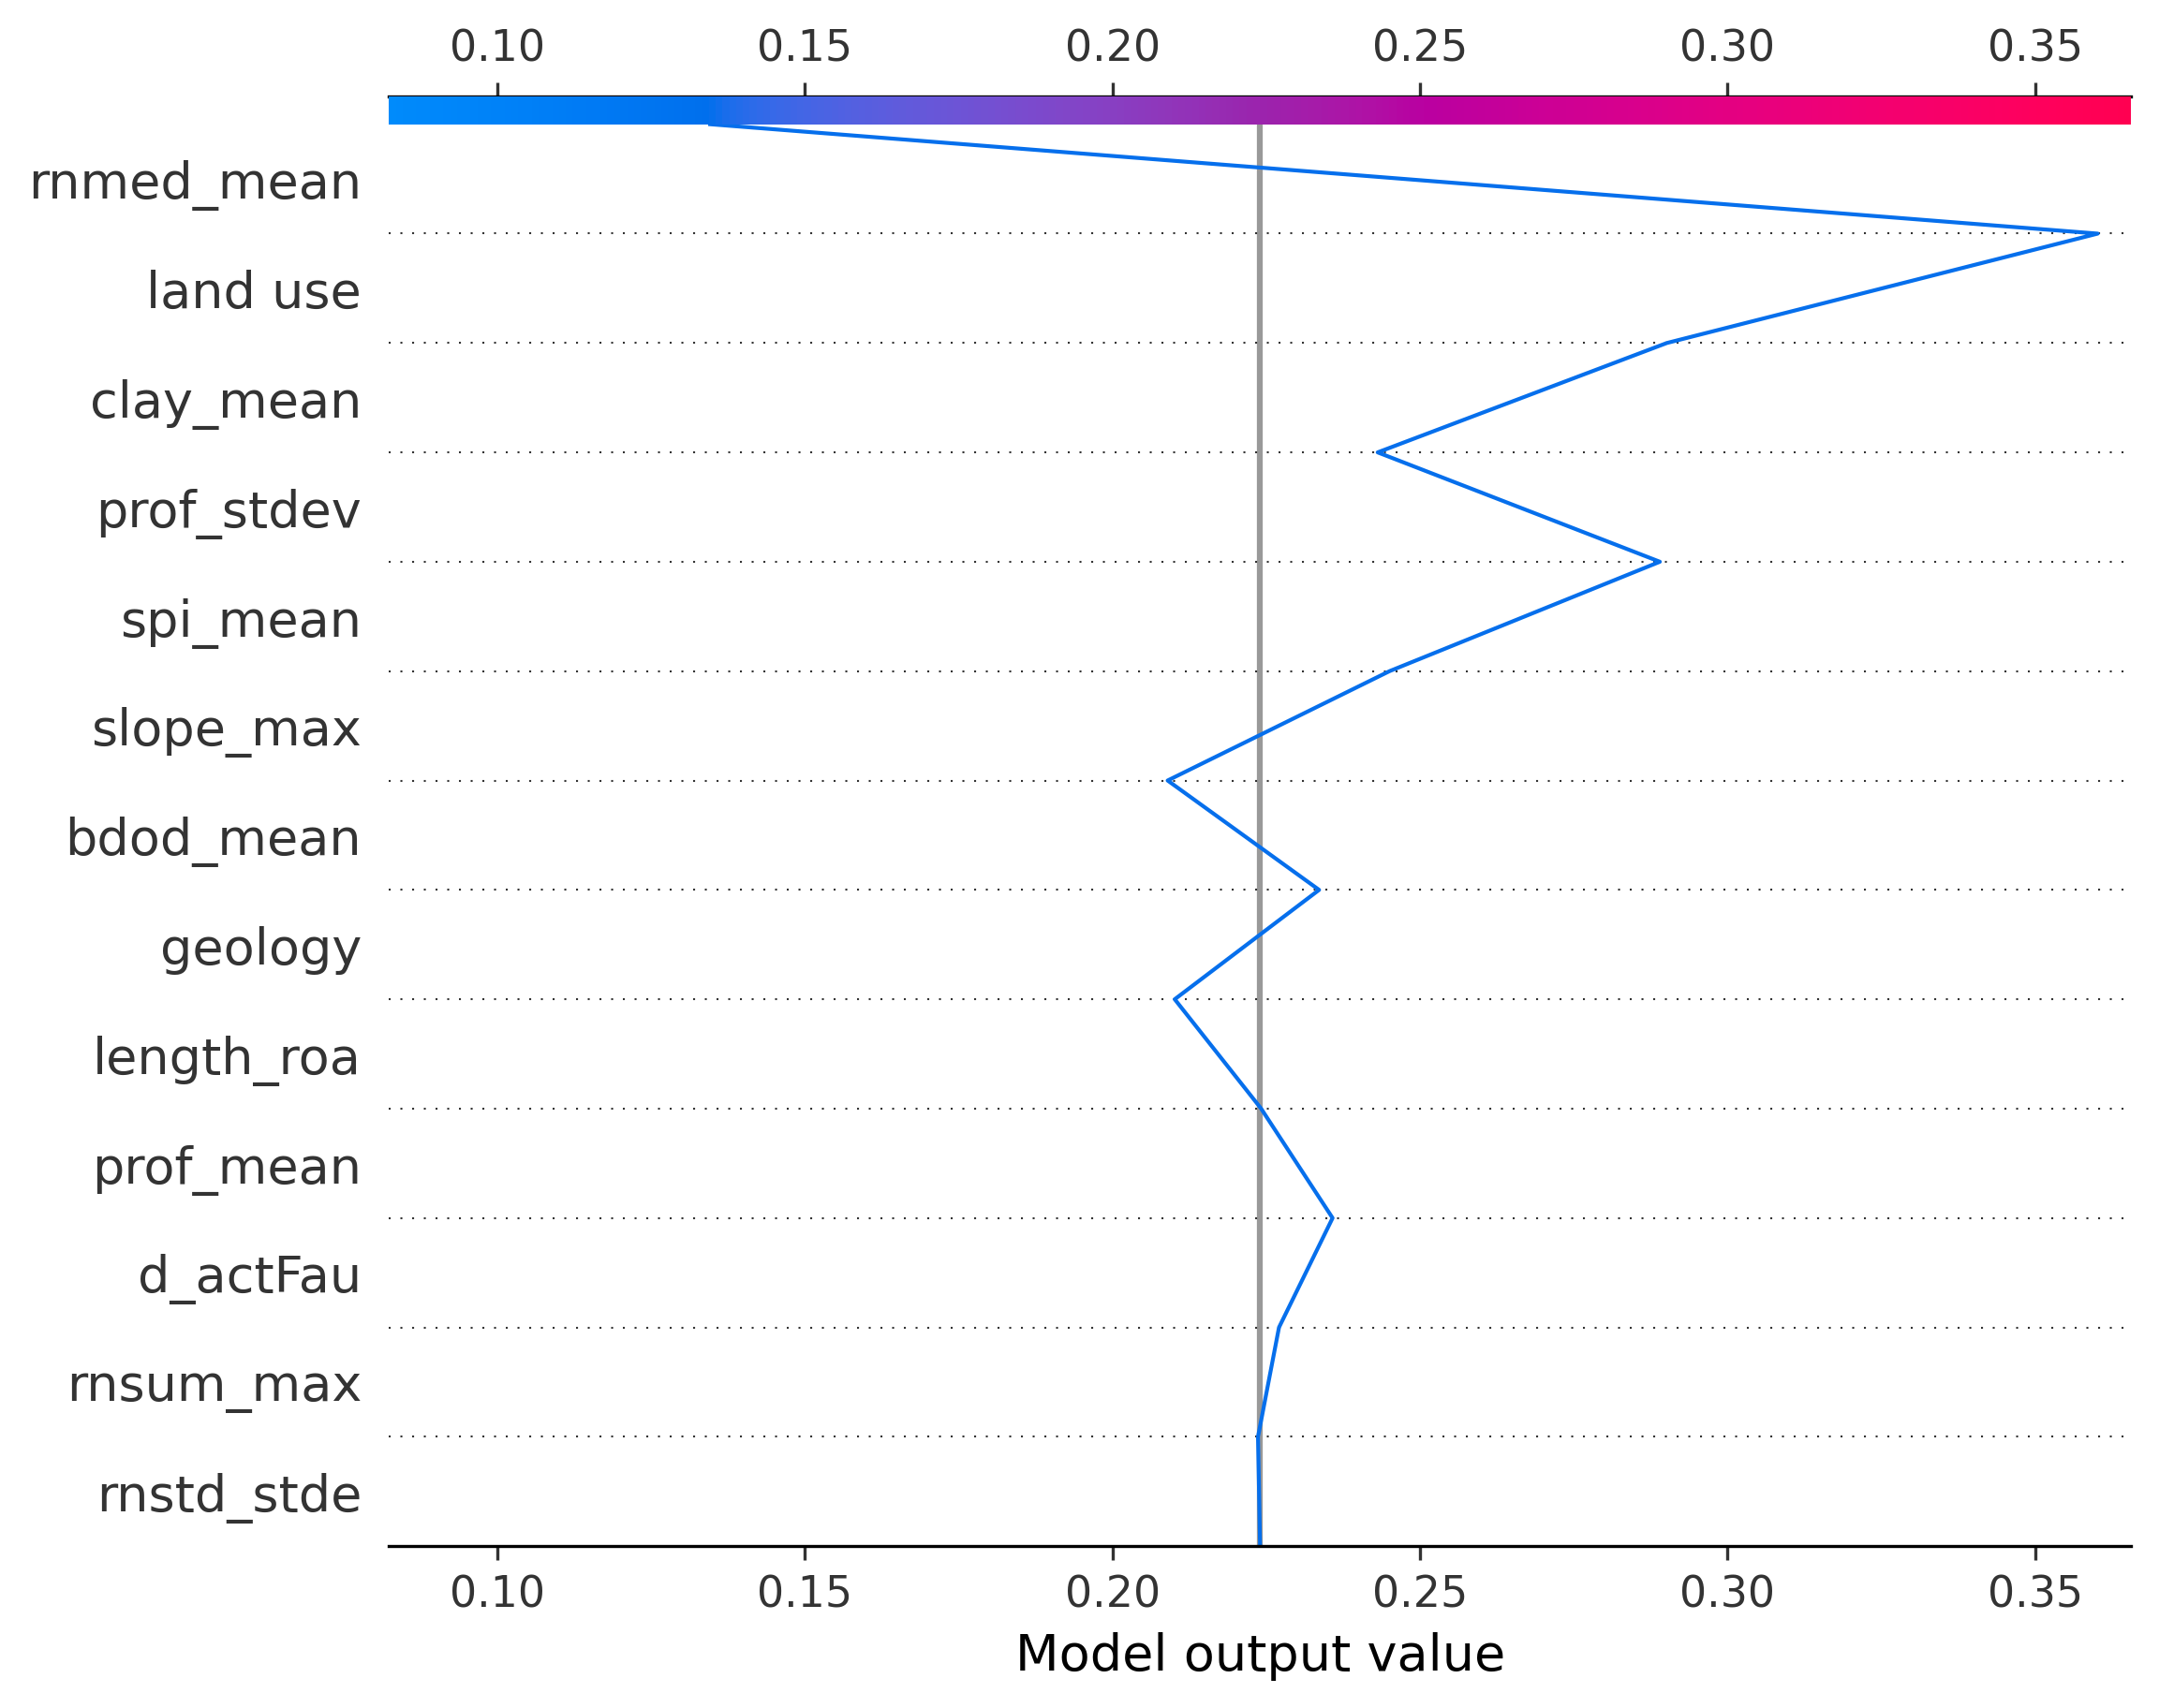 0.10 0.15 0.20 0.25 0.30 0.35
rnmed_mean
land use
clay_mean
prof_stdev
spi_mean
slope_max
bdod_mean
geology
length_roa
prof_mean
d_actFau
rnsum_max
rnstd_stde
0.10 0.15 0.20 0.25 0.30 0.35
Model output value